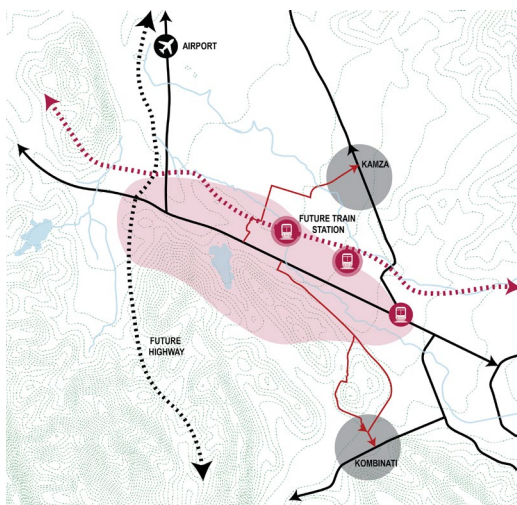 AIRPORT
KAMZA
FUTURE TRAIN
STATION
FUTURE
HIGHWAY
KOMBINATI